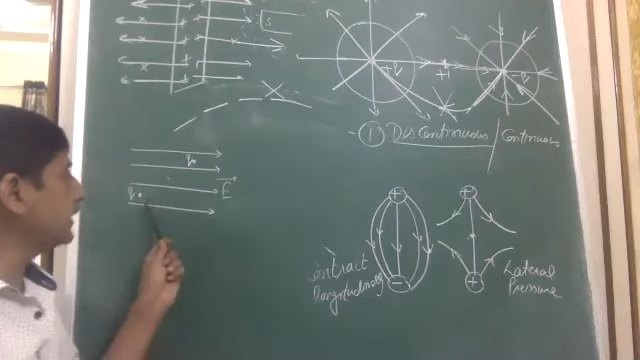 +q
-q
+1
① Discontinuous / Continuous
q
E
q
Contract
longitudinally
Lateral
Pressure